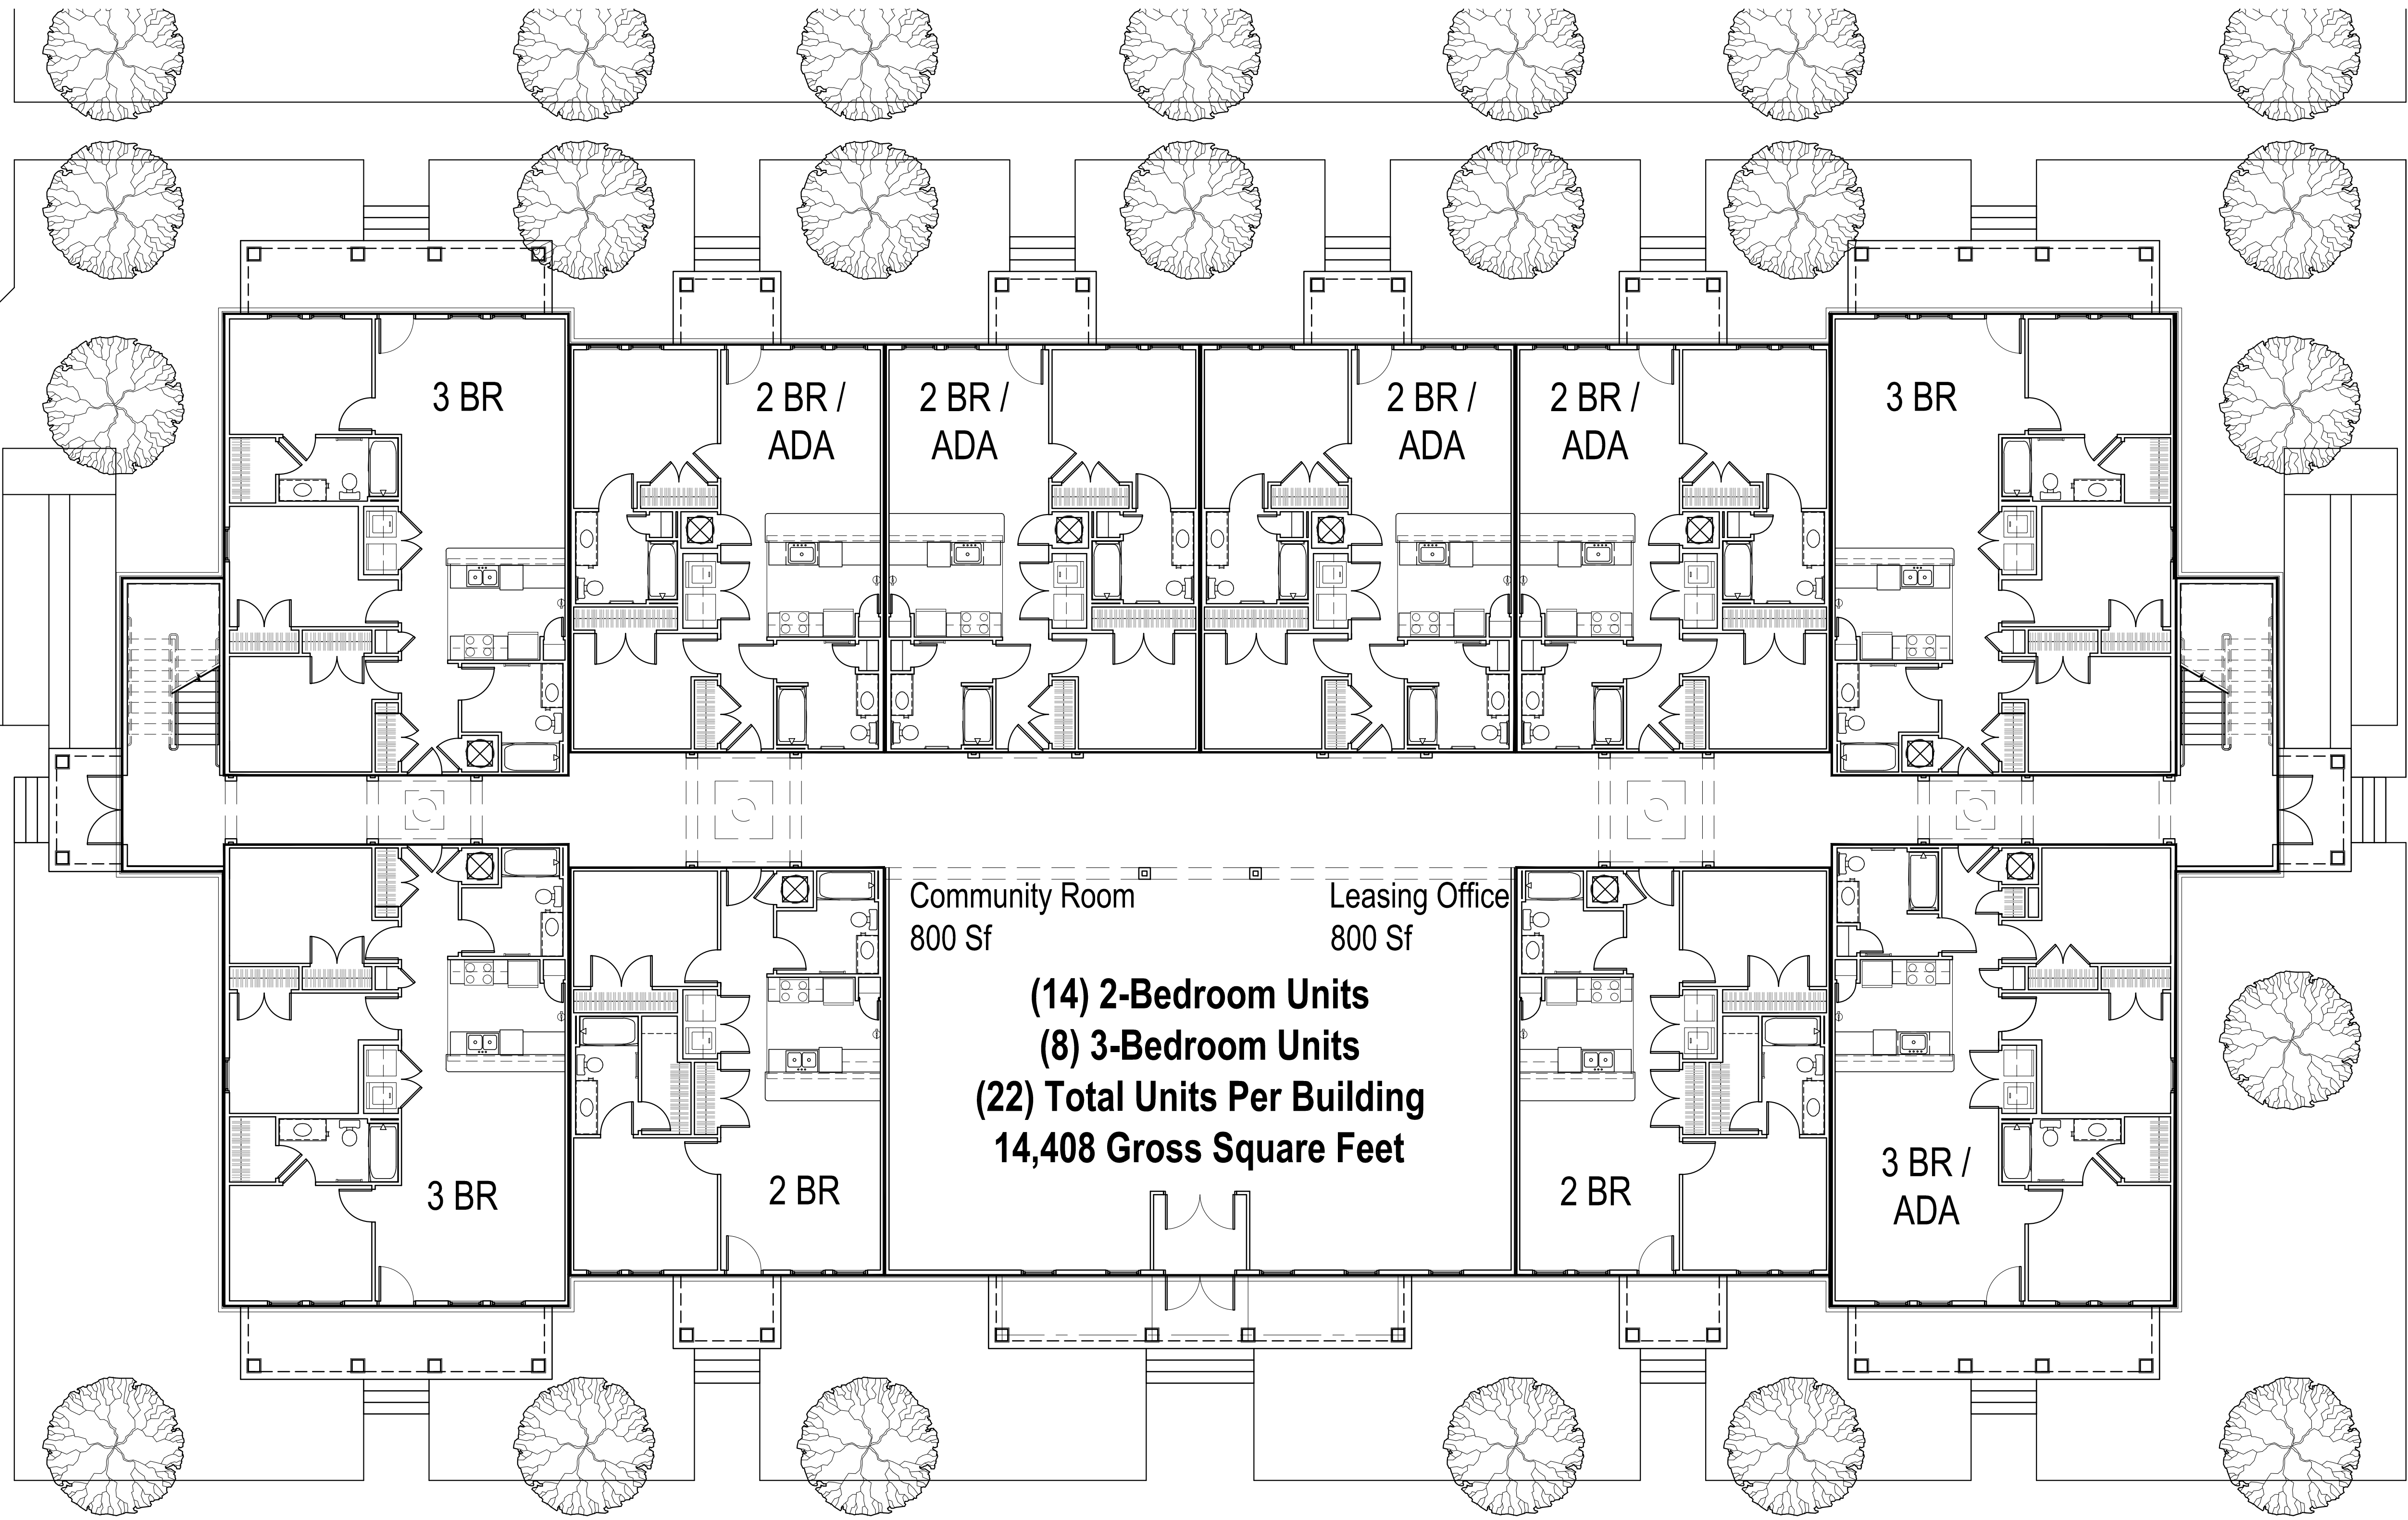 3 BR
2 BR /
ADA
2 BR /
ADA
2 BR /
ADA
2 BR /
ADA
3 BR
Community Room
800 Sf
Leasing Office
800 Sf
(14) 2-Bedroom Units
(8) 3-Bedroom Units
(22) Total Units Per Building
14,408 Gross Square Feet
3 BR
2 BR
2 BR
3 BR /
ADA